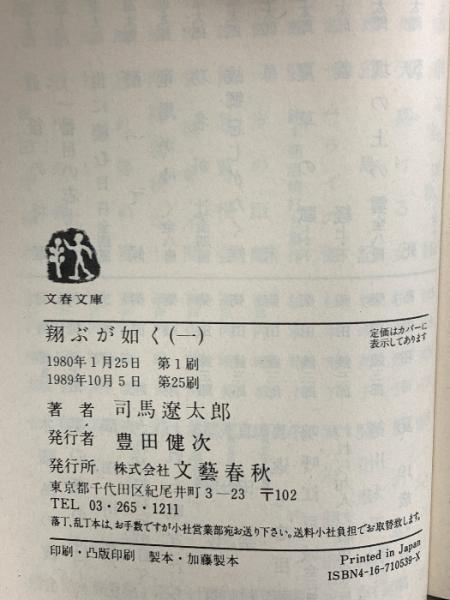 文春文庫
翔ぶが如く(一)
定価はカバーに
表示してあります
1980年1月25日 第1刷
1989年10月5日 第25刷
著者 司馬遼太郎
発行者 豊田健次
発行所 株式会社 文藝春秋
東京都千代田区紀尾井町3-23 〒102
TEL 03・265・1211
落丁、乱丁本は、お手数ですが小社営業部宛お送り下さい。送料小社負担でお取替致します。
印刷・凸版印刷 製本・加藤製本
Printed in Japan
ISBN4-16-710539-X